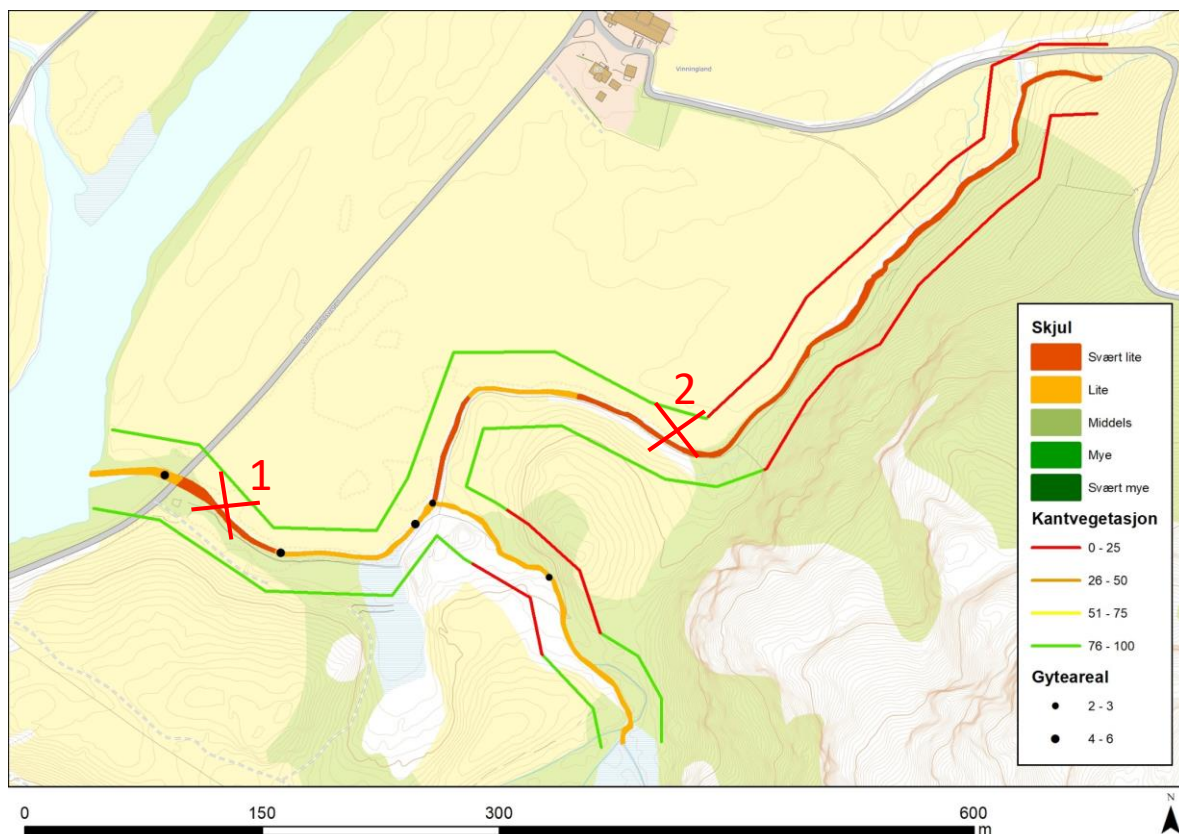 Vinningland
2
1
Skjul
Svært lite
Lite
Middels
Mye
Svært mye
Kantvegetasjon
0 - 25
26 - 50
51 - 75
76 - 100
Gyteareal
2 - 3
4 - 6
N
0 150 300 600
m